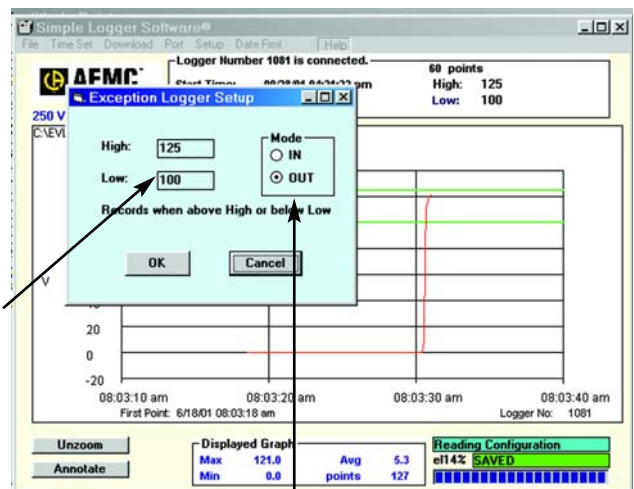 Simple Logger Software®
File Time Set Download Port Setup Date Frmt Help
AEMC
Logger Number 1081 is connected.
60 points
High: 125
Low: 100
Exception Logger Setup
250 V
High: 125
Low: 100
Mode
IN
OUT
Records when above High or below Low
OK Cancel
V
20
0
-20
08:03:10 am 08:03:20 am 08:03:30 am 08:03:40 am
First Point: 6/18/01 08:03:18 am Logger No: 1081
Unzoom
Annotate
Displayed Graph
Max 121.0 Avg 5.3
Min 0.0 points 127
Reading Configuration
el14% SAVED